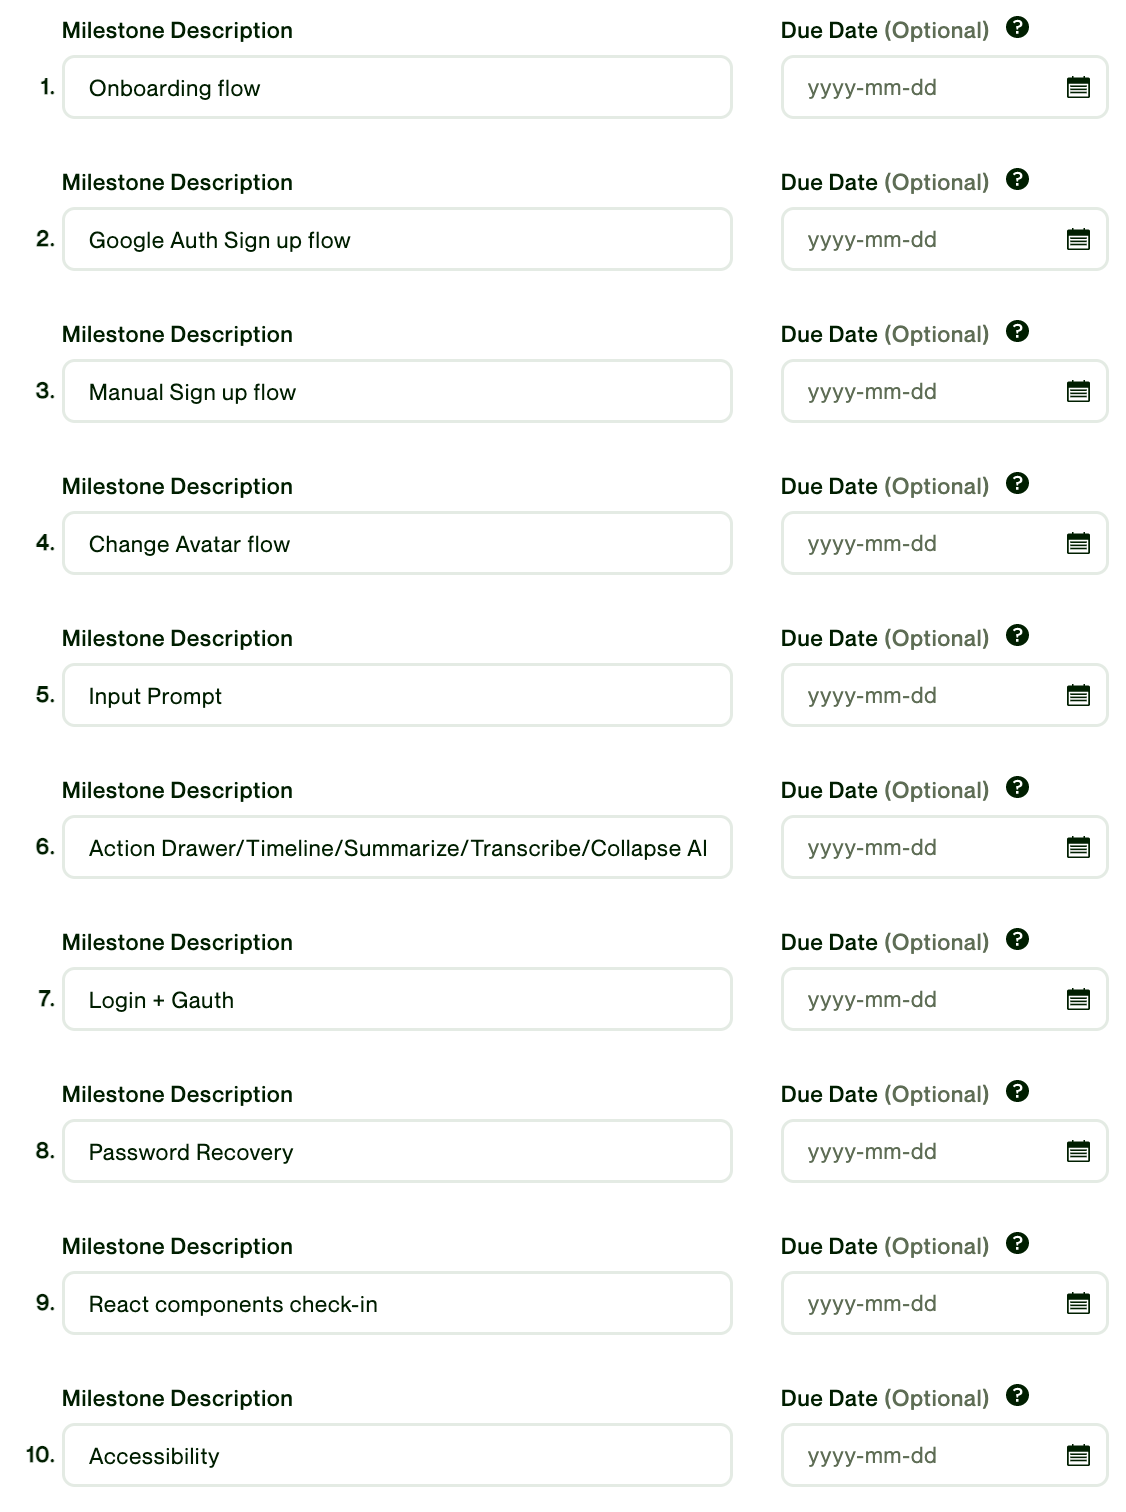 Milestone Description Due Date (Optional) ?
1. Onboarding flow yyyy-mm-dd
Milestone Description Due Date (Optional) ?
2. Google Auth Sign up flow yyyy-mm-dd
Milestone Description Due Date (Optional) ?
3. Manual Sign up flow yyyy-mm-dd
Milestone Description Due Date (Optional) ?
4. Change Avatar flow yyyy-mm-dd
Milestone Description Due Date (Optional) ?
5. Input Prompt yyyy-mm-dd
Milestone Description Due Date (Optional) ?
6. Action Drawer/Timeline/Summarize/Transcribe/Collapse AI yyyy-mm-dd
Milestone Description Due Date (Optional) ?
7. Login + Gauth yyyy-mm-dd
Milestone Description Due Date (Optional) ?
8. Password Recovery yyyy-mm-dd
Milestone Description Due Date (Optional) ?
9. React components check-in yyyy-mm-dd
Milestone Description Due Date (Optional) ?
10. Accessibility yyyy-mm-dd